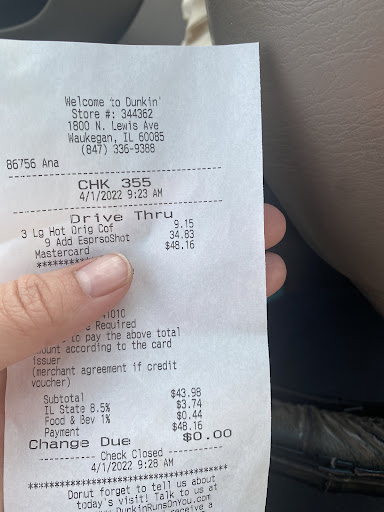 Welcome to Dunkin'
Store #: 344362
1800 N. Lewis Ave
Waukegan, IL 60085
(847) 336-9388
86756 Ana
CHK 355
4/1/2022 9:23 AM
Drive Thru
3 Lg Hot Orig Cof 9.15
9 Add EsprsoShot 34.83
Mastercard $48.16
Required
to pay the above total
according to the card
issuer
(merchant agreement if credit
voucher)
Subtotal $43.98
IL State 8.5% $3.74
Food & Bev 1% $0.44
Payment $48.16
Change Due $0.00
---------- Check Closed ----------
4/1/2022 9:28 AM
Donut forget to tell us about
today's visit! Talk to us at
DunkinRunsOnYou.com
receive a